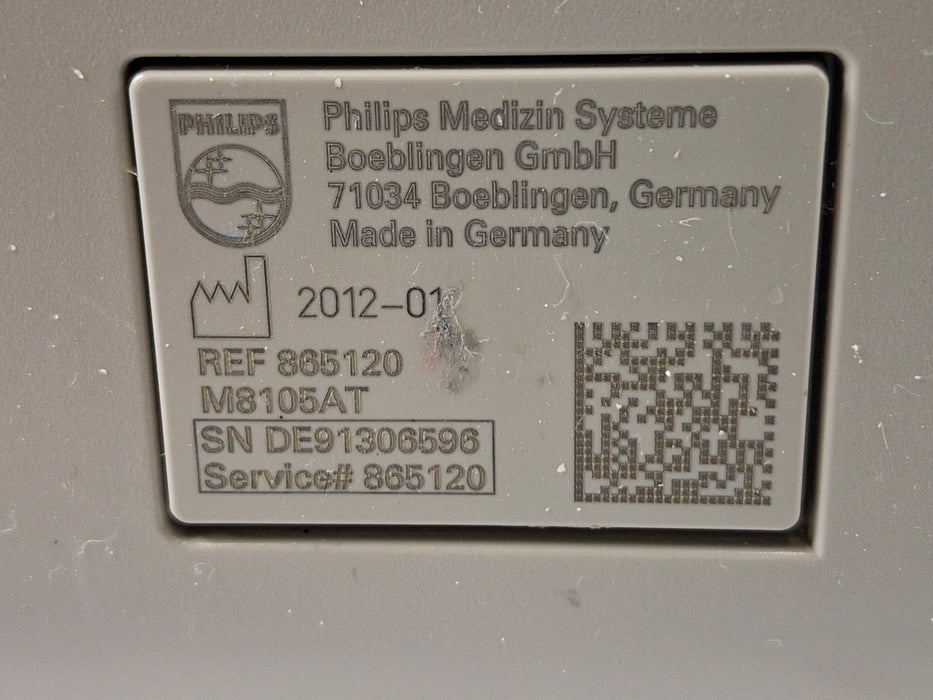 PHILIPS
Philips Medizin Systeme
Boeblingen GmbH
71034 Boeblingen, Germany
Made in Germany
2012-01
REF 865120
M8105AT
SN DE91306596
Service# 865120